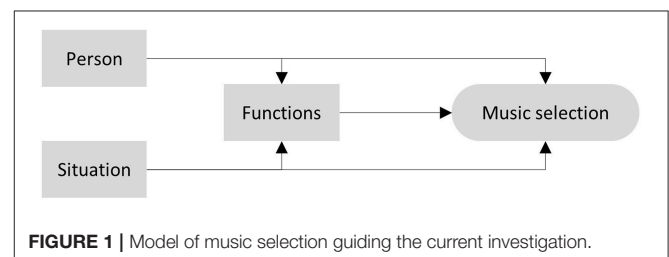 Person
Functions
Music selection
Situation
FIGURE 1 | Model of music selection guiding the current investigation.